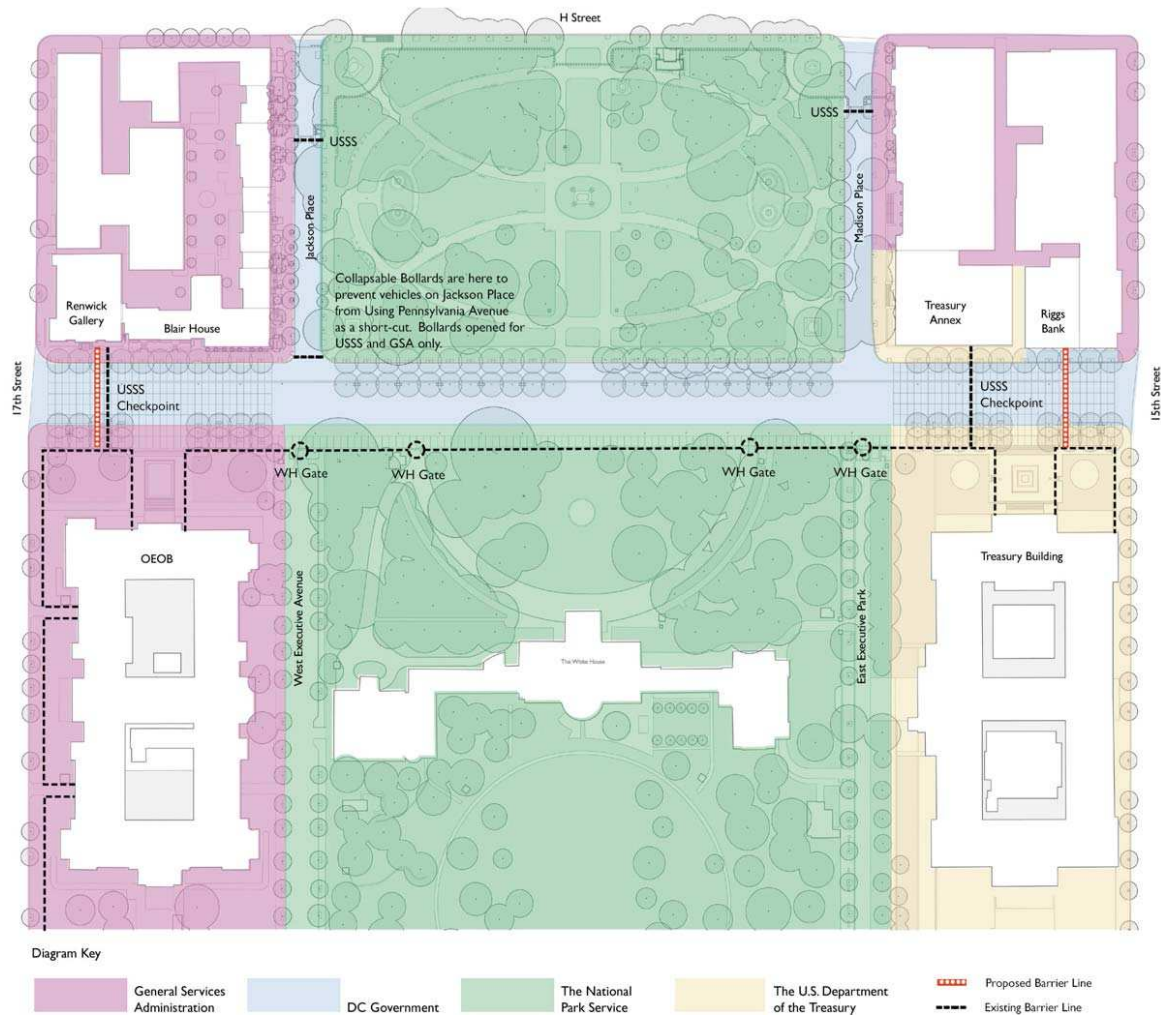 H Street
USSS
USSS
Jackson Place
Madison Place
Collapsable Bollards are here to
prevent vehicles on Jackson Place
from Using Pennsylvania Avenue
as a short-cut. Bollards opened for
USSS and GSA only.
Renwick
Gallery
Blair House
Treasury
Annex
Riggs
Bank
17th Street
USSS
Checkpoint
USSS
Checkpoint
15th Street
WH Gate
WH Gate
WH Gate
WH Gate
OEOB
West Executive Avenue
The White House
East Executive Park
Treasury Building
Diagram Key
General Services
Administration
DC Government
The National
Park Service
The U.S. Department
of the Treasury
Proposed Barrier Line
Existing Barrier Line